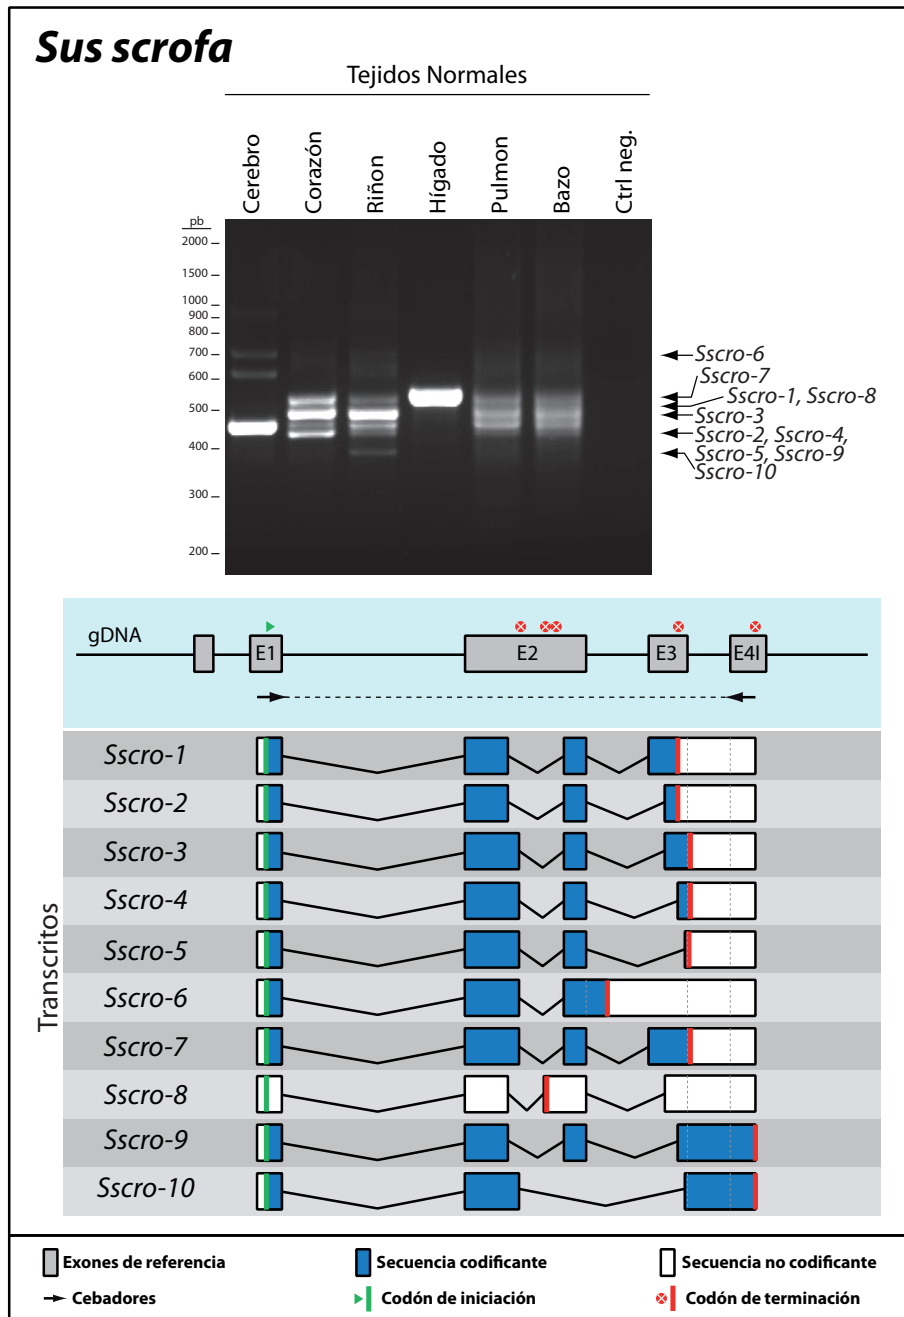 Sus scrofa
Tejidos Normales
Cerebro
Corazón
Riñon
Hígado
Pulmon
Bazo
Ctrl neg.
pb
2000
1500
1000
900
800
700
600
500
400
300
200
Sscro-6
Sscro-7
Sscro-1, Sscro-8
Sscro-3
Sscro-2, Sscro-4,
Sscro-5, Sscro-9
Sscro-10
gDNA
E1
E2
E3
E4I
Transcritos
Sscro-1
Sscro-2
Sscro-3
Sscro-4
Sscro-5
Sscro-6
Sscro-7
Sscro-8
Sscro-9
Sscro-10
Exones de referencia
Secuencia codificante
Secuencia no codificante
Cebadores
Codón de iniciación
Codón de terminación